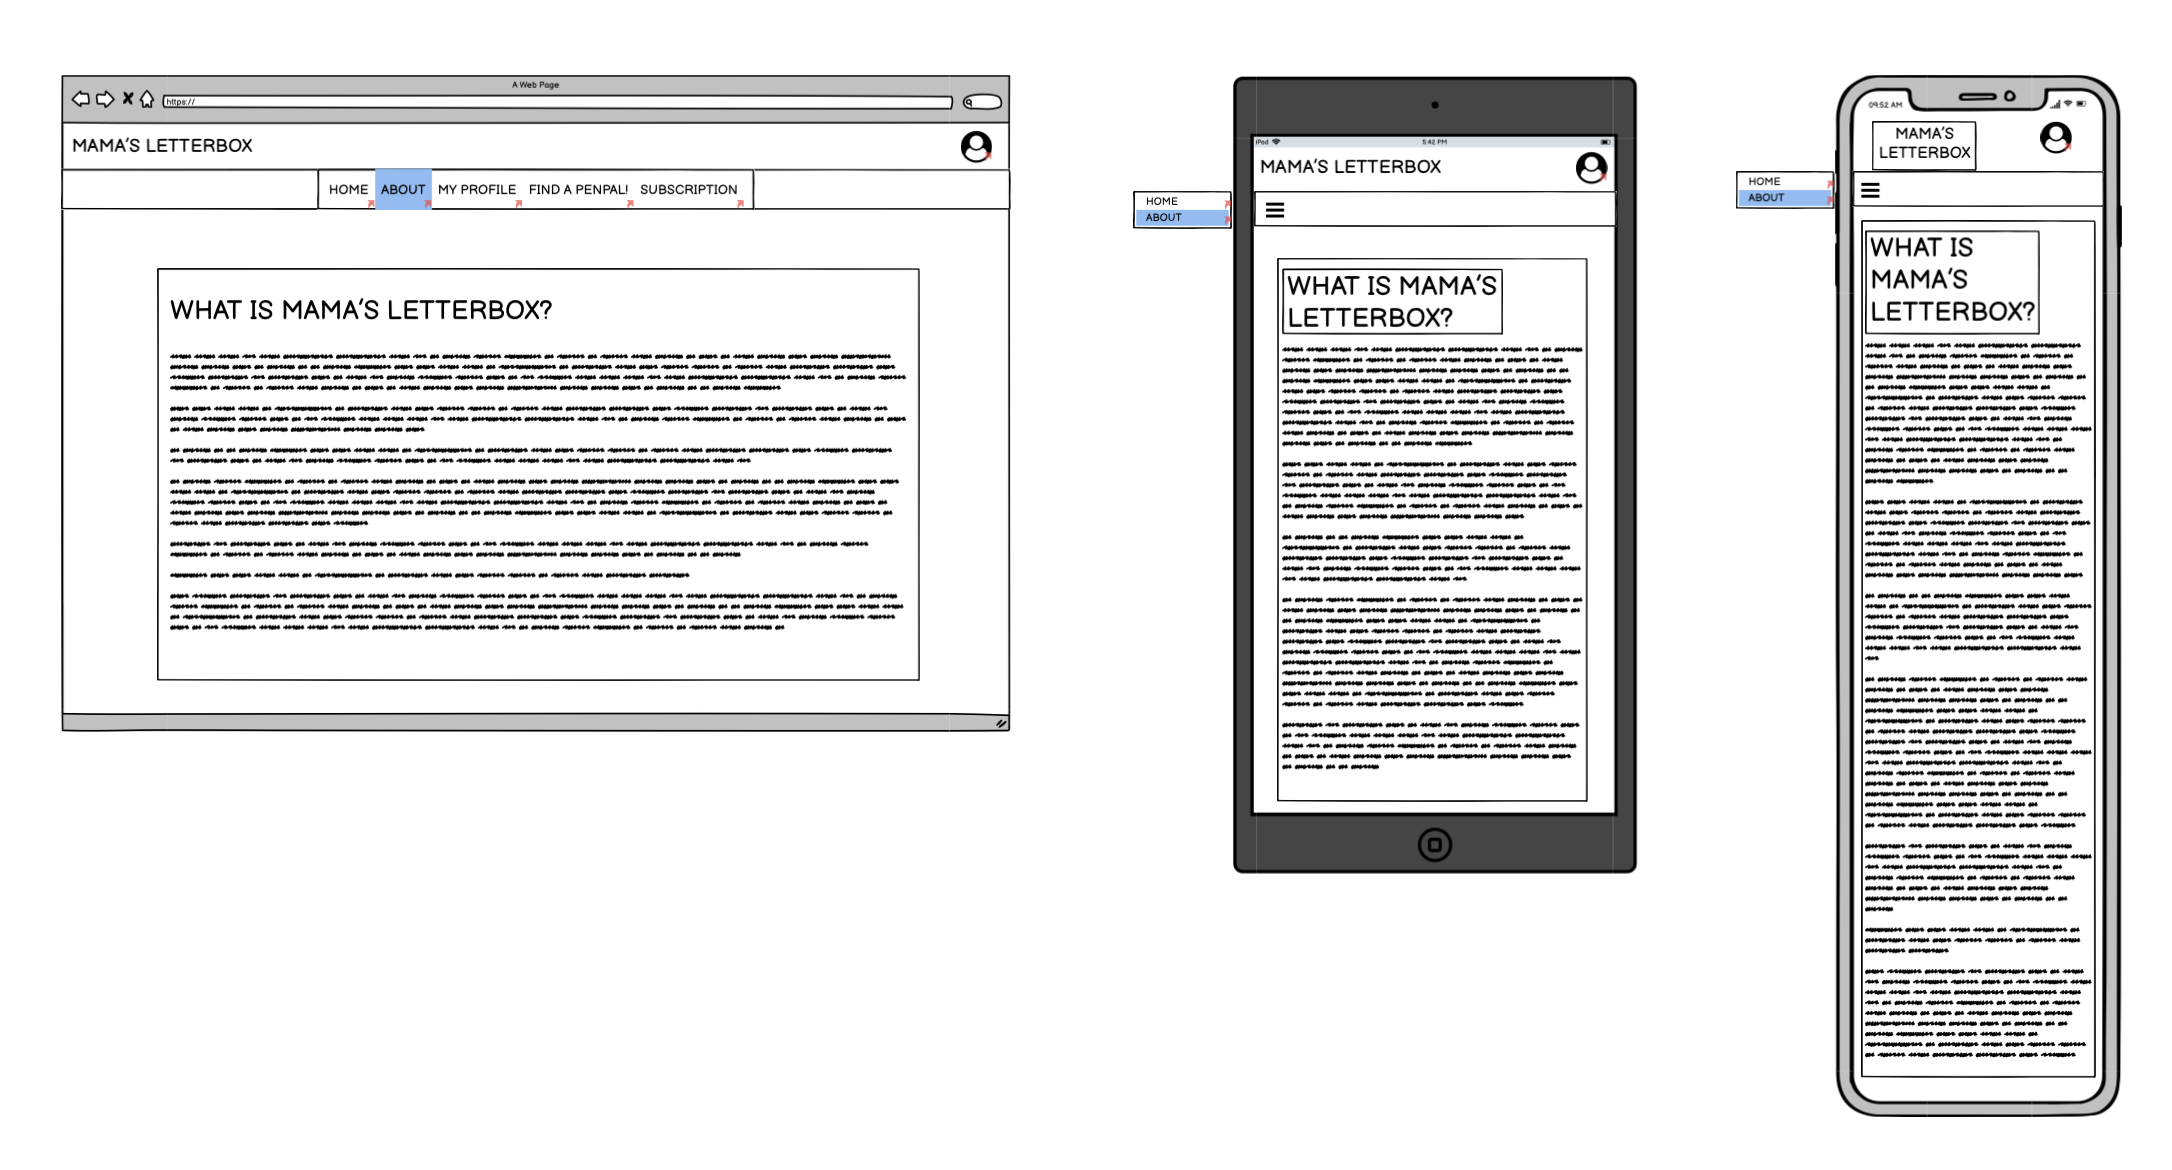 A Web Page
https://
MAMA'S LETTERBOX
HOME ABOUT MY PROFILE FIND A PENPAL! SUBSCRIPTION
WHAT IS MAMA'S LETTERBOX?
iPod 5:42 PM
MAMA'S LETTERBOX
HOME
ABOUT
WHAT IS MAMA'S
LETTERBOX?
09:52 AM
MAMA'S
LETTERBOX
HOME
ABOUT
WHAT IS
MAMA'S
LETTERBOX?